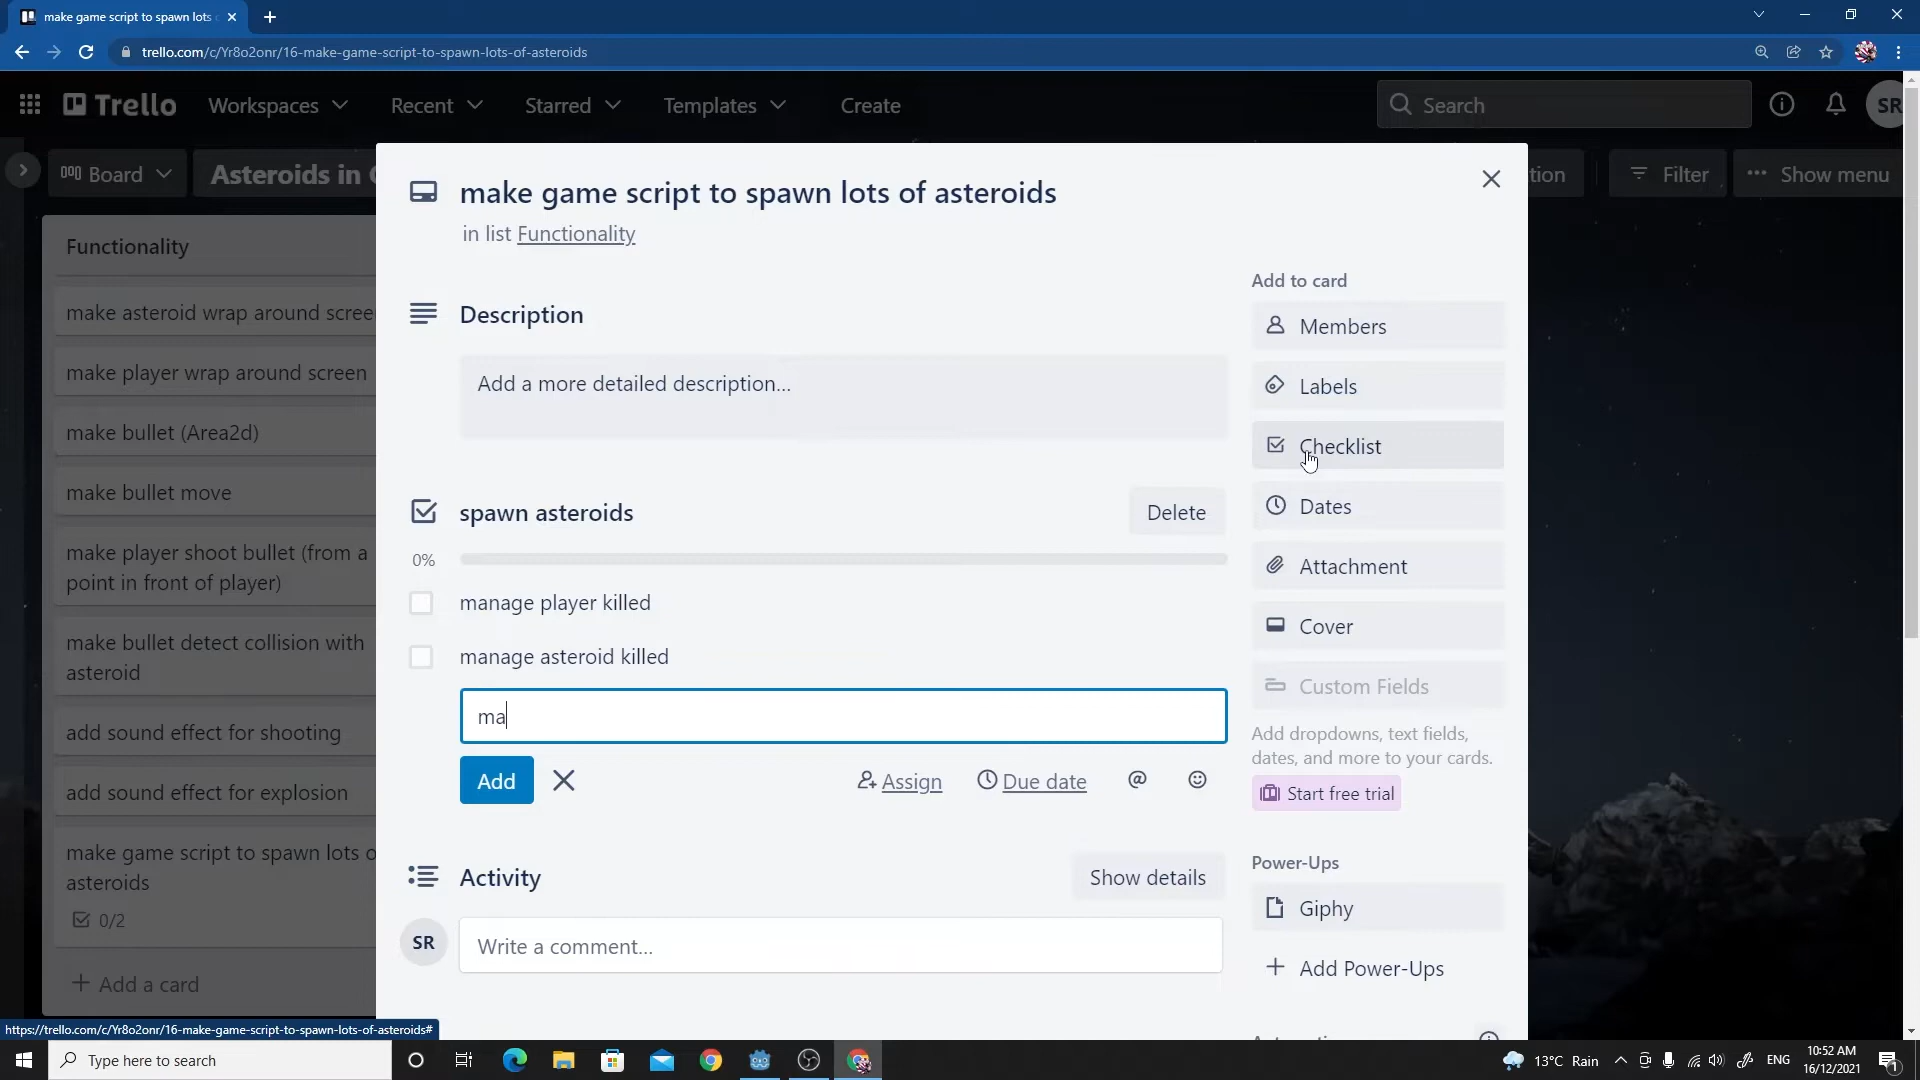 make game script to spawn lots o
trello.com/c/Yr8o2onr/16-make-game-script-to-spawn-lots-of-asteroids
Trello
Workspaces
Recent
Starred
Templates
Create
Search
SR
Board
Asteroids in
tion
Filter
Show menu
make game script to spawn lots of asteroids
in list Functionality
Functionality
make asteroid wrap around scree
make player wrap around screen
make bullet (Area2d)
make bullet move
make player shoot bullet (from a
point in front of player)
make bullet detect collision with
asteroid
add sound effect for shooting
add sound effect for explosion
make game script to spawn lots o
asteroids
0/2
+ Add a card
Description
Add a more detailed description...
spawn asteroids
Delete
0%
manage player killed
manage asteroid killed
ma
Add
Assign
Due date
@
Activity
Show details
SR
Write a comment...
Add to card
Members
Labels
Checklist
Dates
Attachment
Cover
Custom Fields
Add dropdowns, text fields,
dates, and more to your cards.
Start free trial
Power-Ups
Giphy
+ Add Power-Ups
https://trello.com/c/Yr8o2onr/16-make-game-script-to-spawn-lots-of-asteroids#
Type here to search
13°C Rain
ENG
10:52 AM
16/12/2021
1